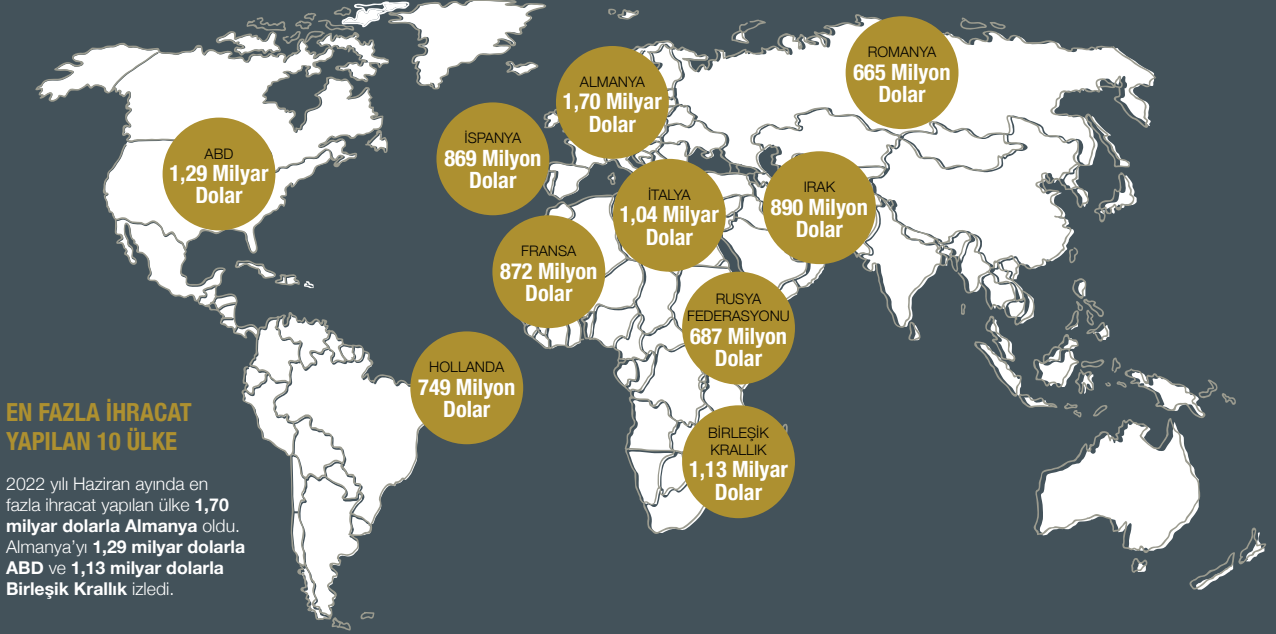 ROMANYA
665 Milyon
Dolar
ALMANYA
1,70 Milyar
Dolar
İSPANYA
869 Milyon
Dolar
ABD
1,29 Milyar
Dolar
İTALYA
1,04 Milyar
Dolar
IRAK
890 Milyon
Dolar
FRANSA
872 Milyon
Dolar
RUSYA
FEDERASYONU
687 Milyon
Dolar
HOLLANDA
749 Milyon
Dolar
BİRLEŞİK
KRALLIK
1,13 Milyar
Dolar
EN FAZLA İHRACAT
YAPILAN 10 ÜLKE
2022 yılı Haziran ayında en
fazla ihracat yapılan ülke 1,70
milyar dolarla Almanya oldu.
Almanya’yı 1,29 milyar dolarla
ABD ve 1,13 milyar dolarla
Birleşik Krallık izledi.